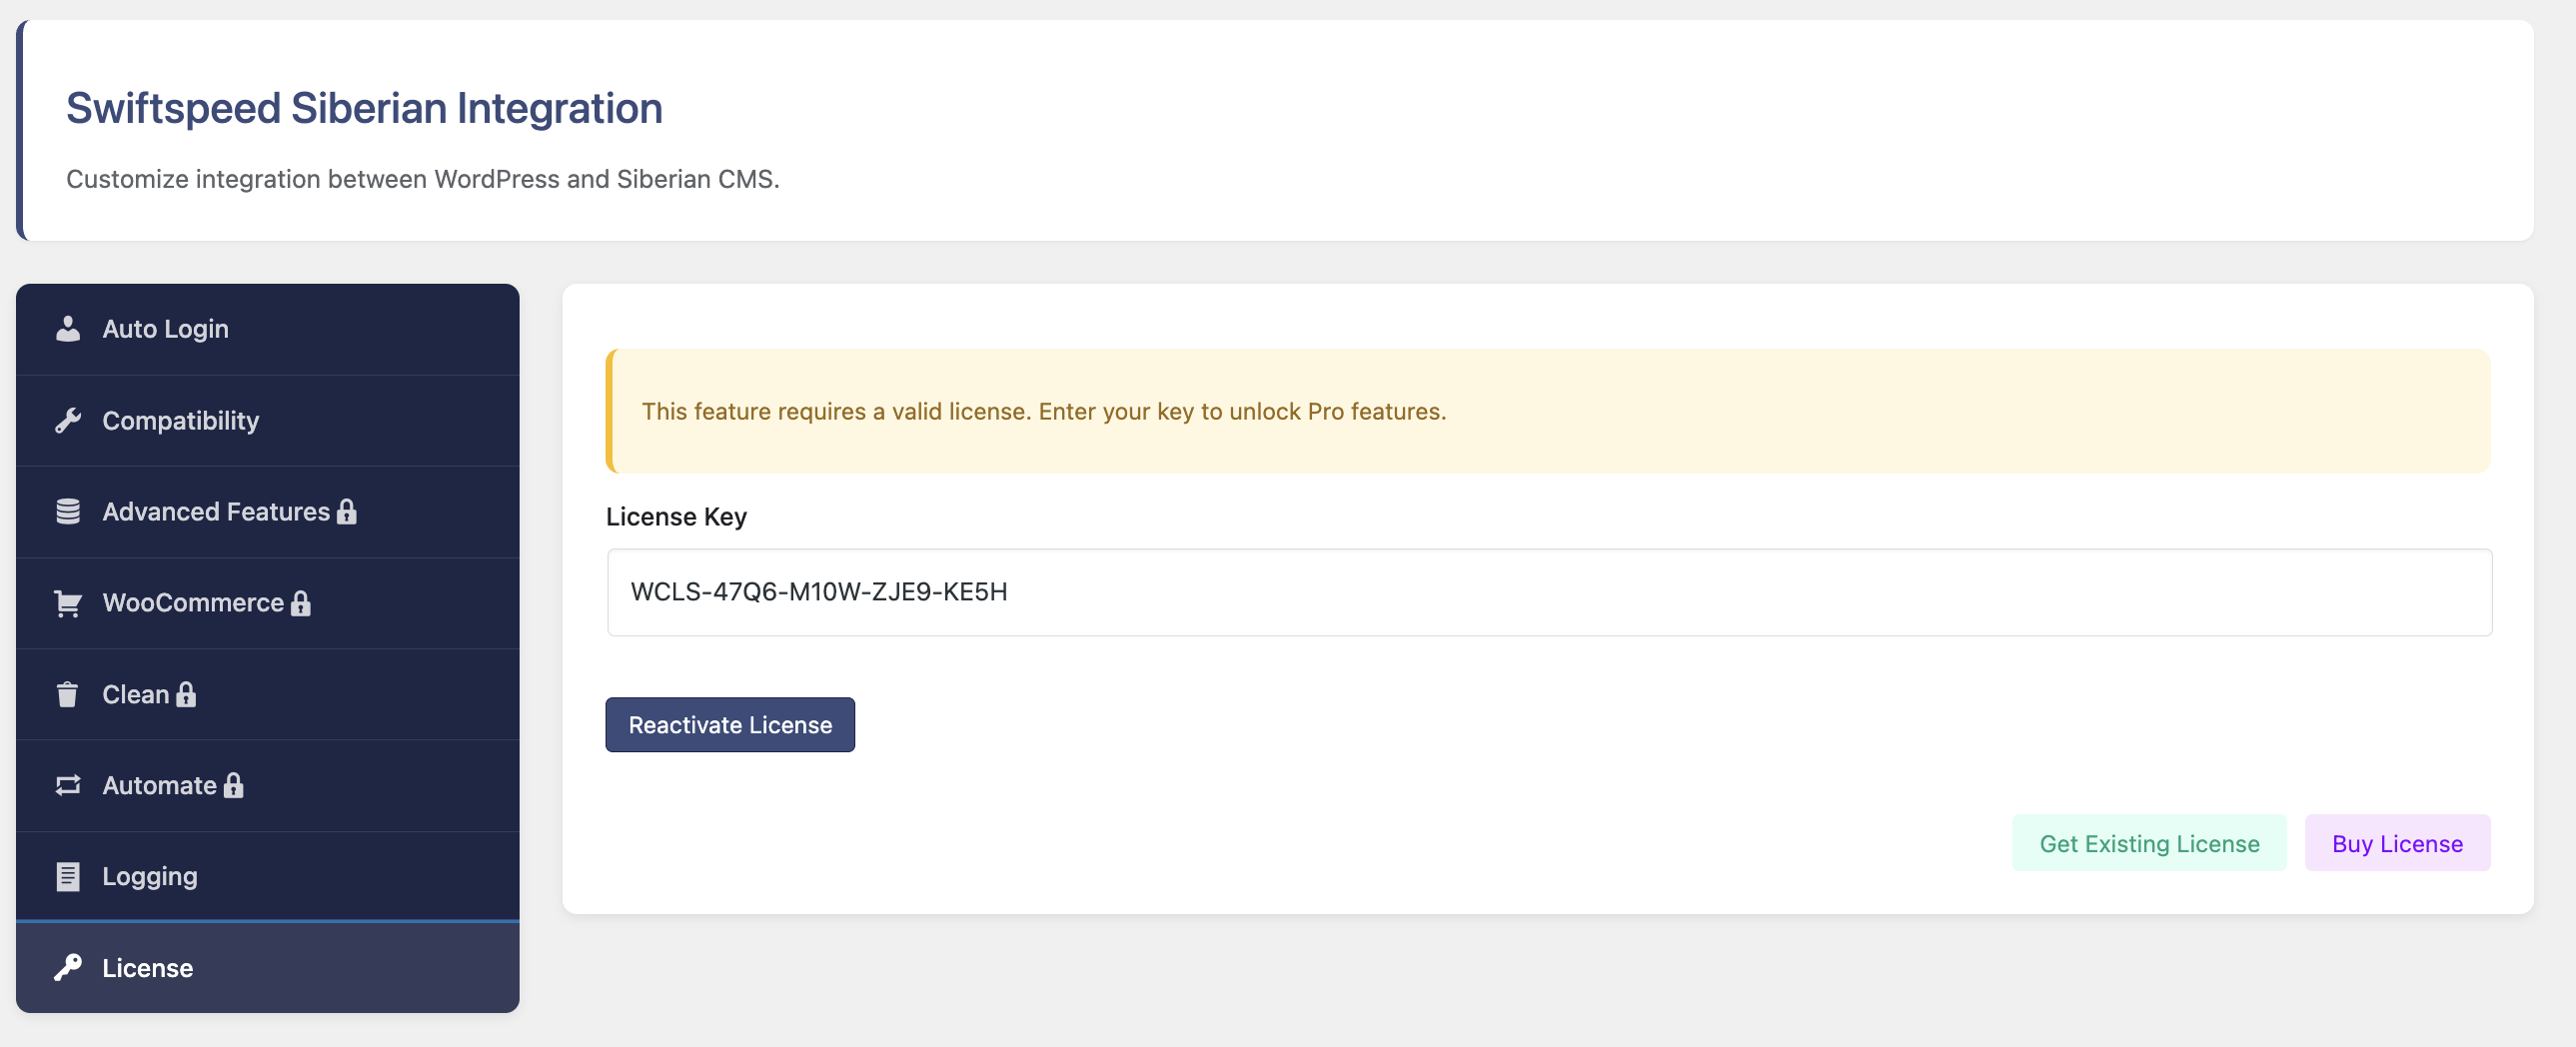 Swiftspeed Siberian Integration
Customize integration between WordPress and Siberian CMS.
Auto Login
Compatibility
Advanced Features
WooCommerce
Clean
Automate
Logging
License
This feature requires a valid license. Enter your key to unlock Pro features.
License Key
WCLS-47Q6-M10W-ZJE9-KE5H
Reactivate License
Get Existing License
Buy License